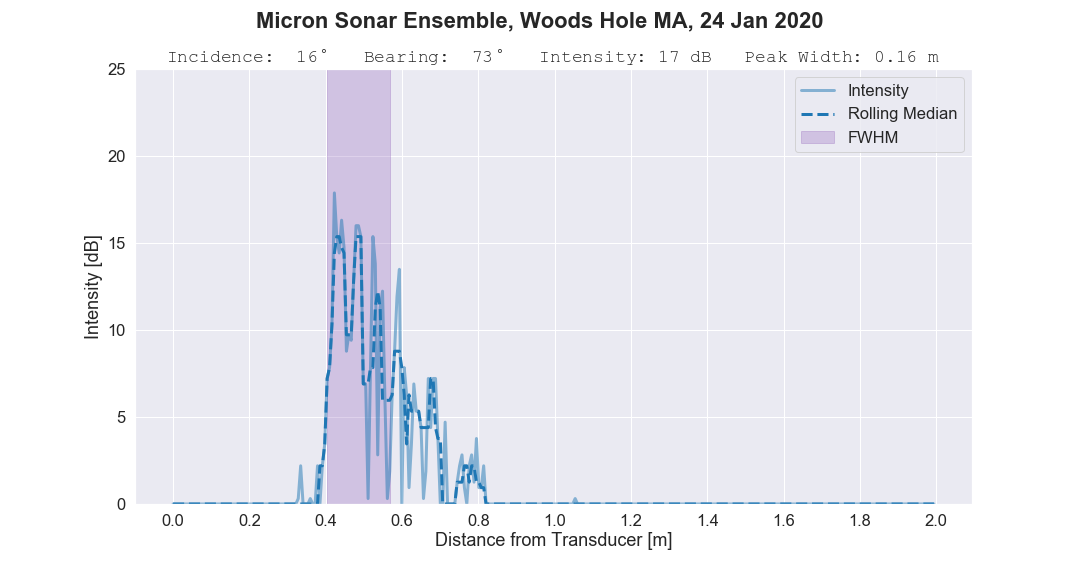 Micron Sonar Ensemble, Woods Hole MA, 24 Jan 2020
Incidence: 16° Bearing: 73° Intensity: 17 dB Peak Width: 0.16 m
Intensity
Rolling Median
FWHM
25
20
15
10
5
0
Intensity [dB]
0.0 0.2 0.4 0.6 0.8 1.0 1.2 1.4 1.6 1.8 2.0
Distance from Transducer [m]